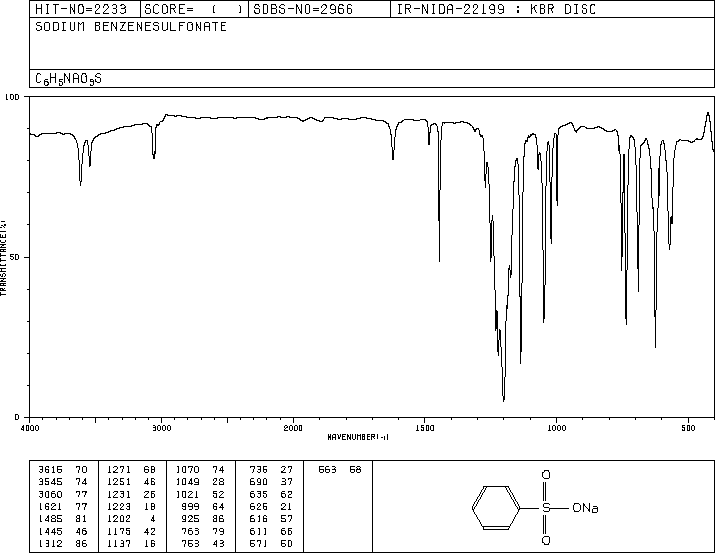 HIT-NO=2233 SCORE= ( ) SDBS-NO=2966 IR-NIDA-22199 : KBR DISC
SODIUM BENZENESULFONATE
C6H5NAO3S
100
50
0
TRANSMITTANCE(%)
4000 3000 2000 1500 1000 500
WAVENUMBER(-1)
3615 70 1271 68 1070 74 736 27 563 58
3545 74 1251 46 1049 28 690 37
3060 77 1231 26 1021 52 635 62
1621 77 1223 18 999 64 626 21
1485 81 1202 4 925 86 616 57
1445 46 1175 42 763 79 611 66
1312 86 1137 16 753 43 571 50
O
S ONa
O